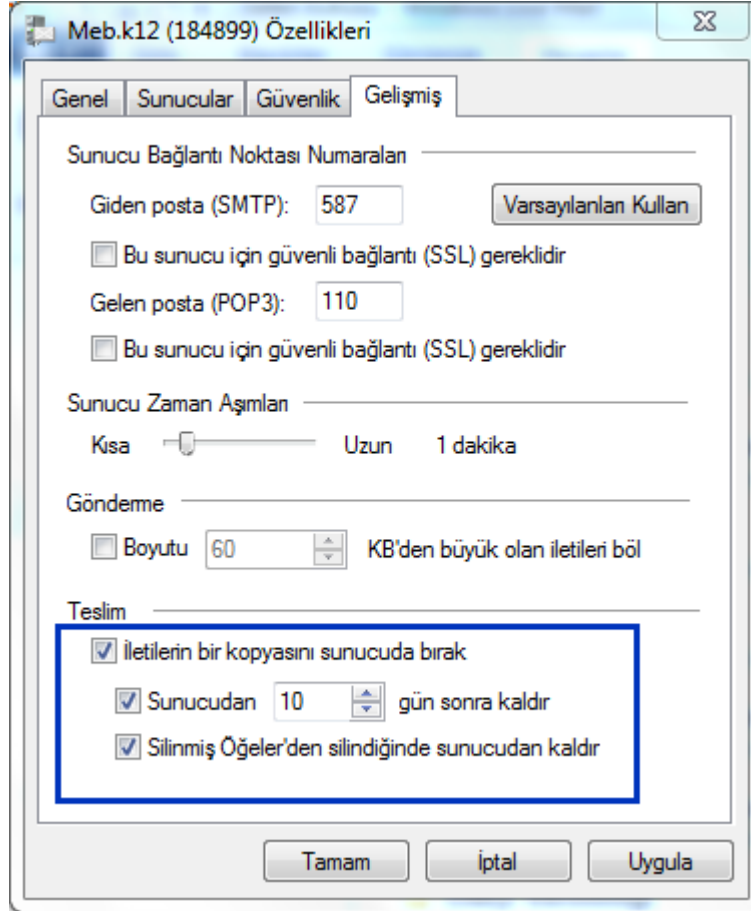 Meb.k12 (184899) Özellikleri
Genel Sunucular Güvenlik Gelişmiş
Sunucu Bağlantı Noktası Numaraları
Giden posta (SMTP): 587 Varsayılanları Kullan
Bu sunucu için güvenli bağlantı (SSL) gereklidir
Gelen posta (POP3): 110
Bu sunucu için güvenli bağlantı (SSL) gereklidir
Sunucu Zaman Aşımları
Kısa Uzun 1 dakika
Gönderme
Boyutu 60 KB'den büyük olan iletileri böl
Teslim
İletilerin bir kopyasını sunucuda bırak
Sunucudan 10 gün sonra kaldır
Silinmiş Öğeler'den silindiğinde sunucudan kaldır
Tamam İptal Uygula